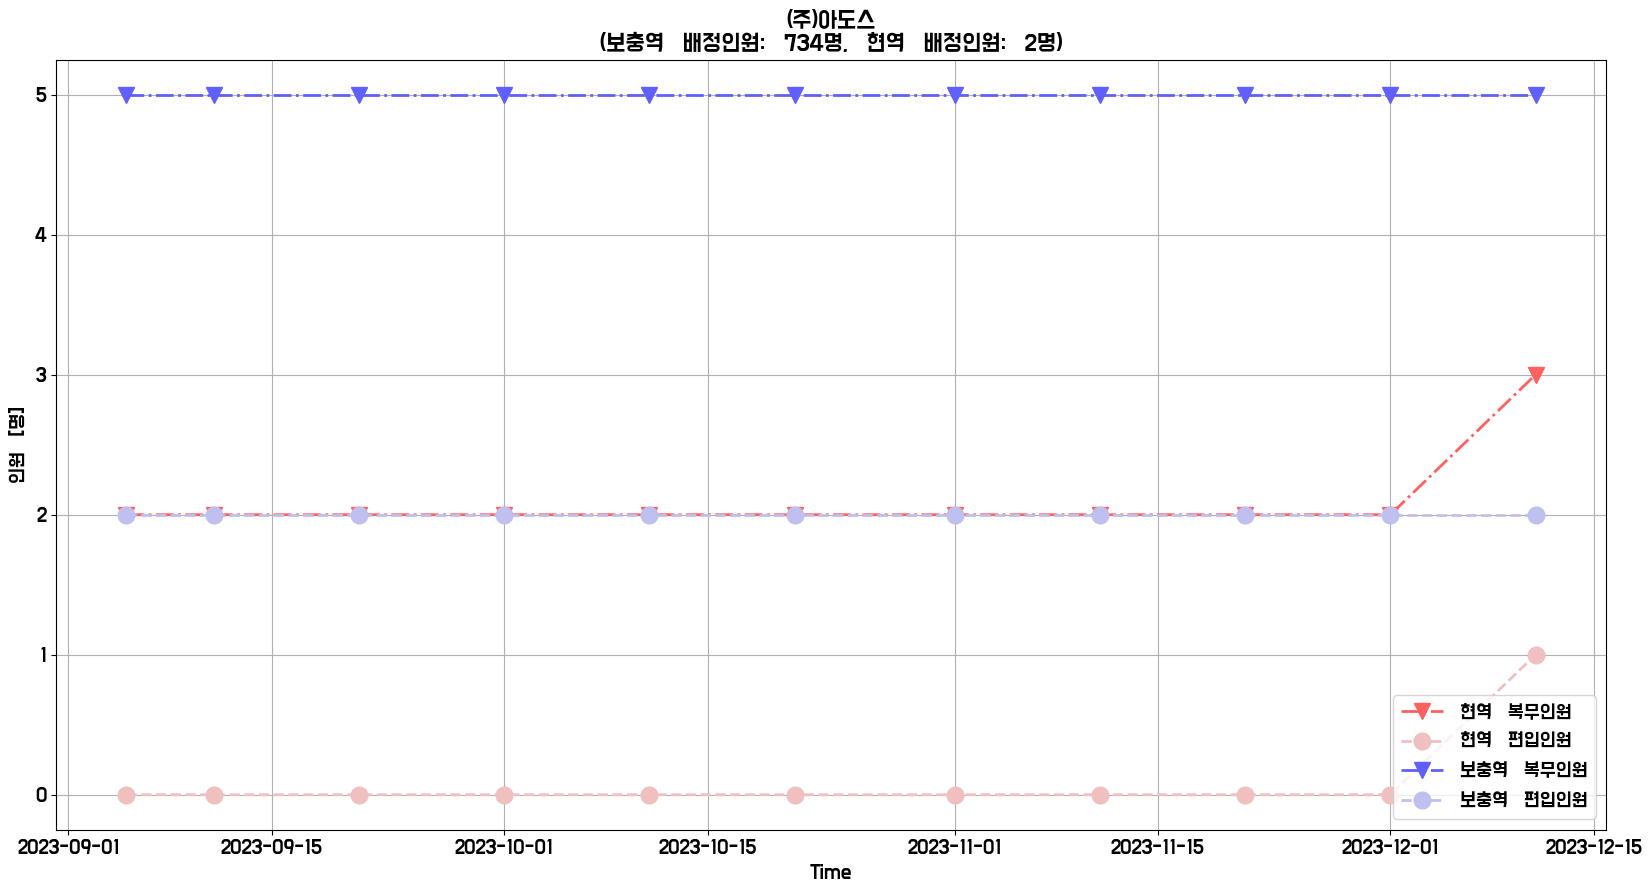 (주)아도스
(보충역 배정인원: 734명, 현역 배정인원: 2명)
5
4
3
2
1
0
인원 [명]
2023-09-01 2023-09-15 2023-10-01 2023-10-15 2023-11-01 2023-11-15 2023-12-01 2023-12-15
Time
현역 복무인원
현역 편입인원
보충역 복무인원
보충역 편입인원